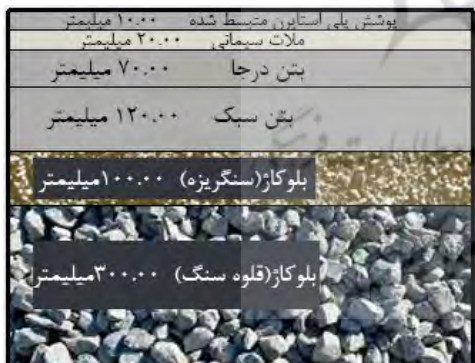 پوشش پلی استایرن منبسط شده ۱۰.۰۰ میلیمتر
ملات سیمانی ۲۰.۰۰ میلیمتر
بتن درجا ۷۰.۰۰ میلیمتر
بتن سبک ۱۲۰.۰۰ میلیمتر
بلوکاژ(سنگریزه) ۱۰۰.۰۰میلیمتر
بلوکاژ(قلوه سنگ) ۳۰۰.۰۰میلیمتر